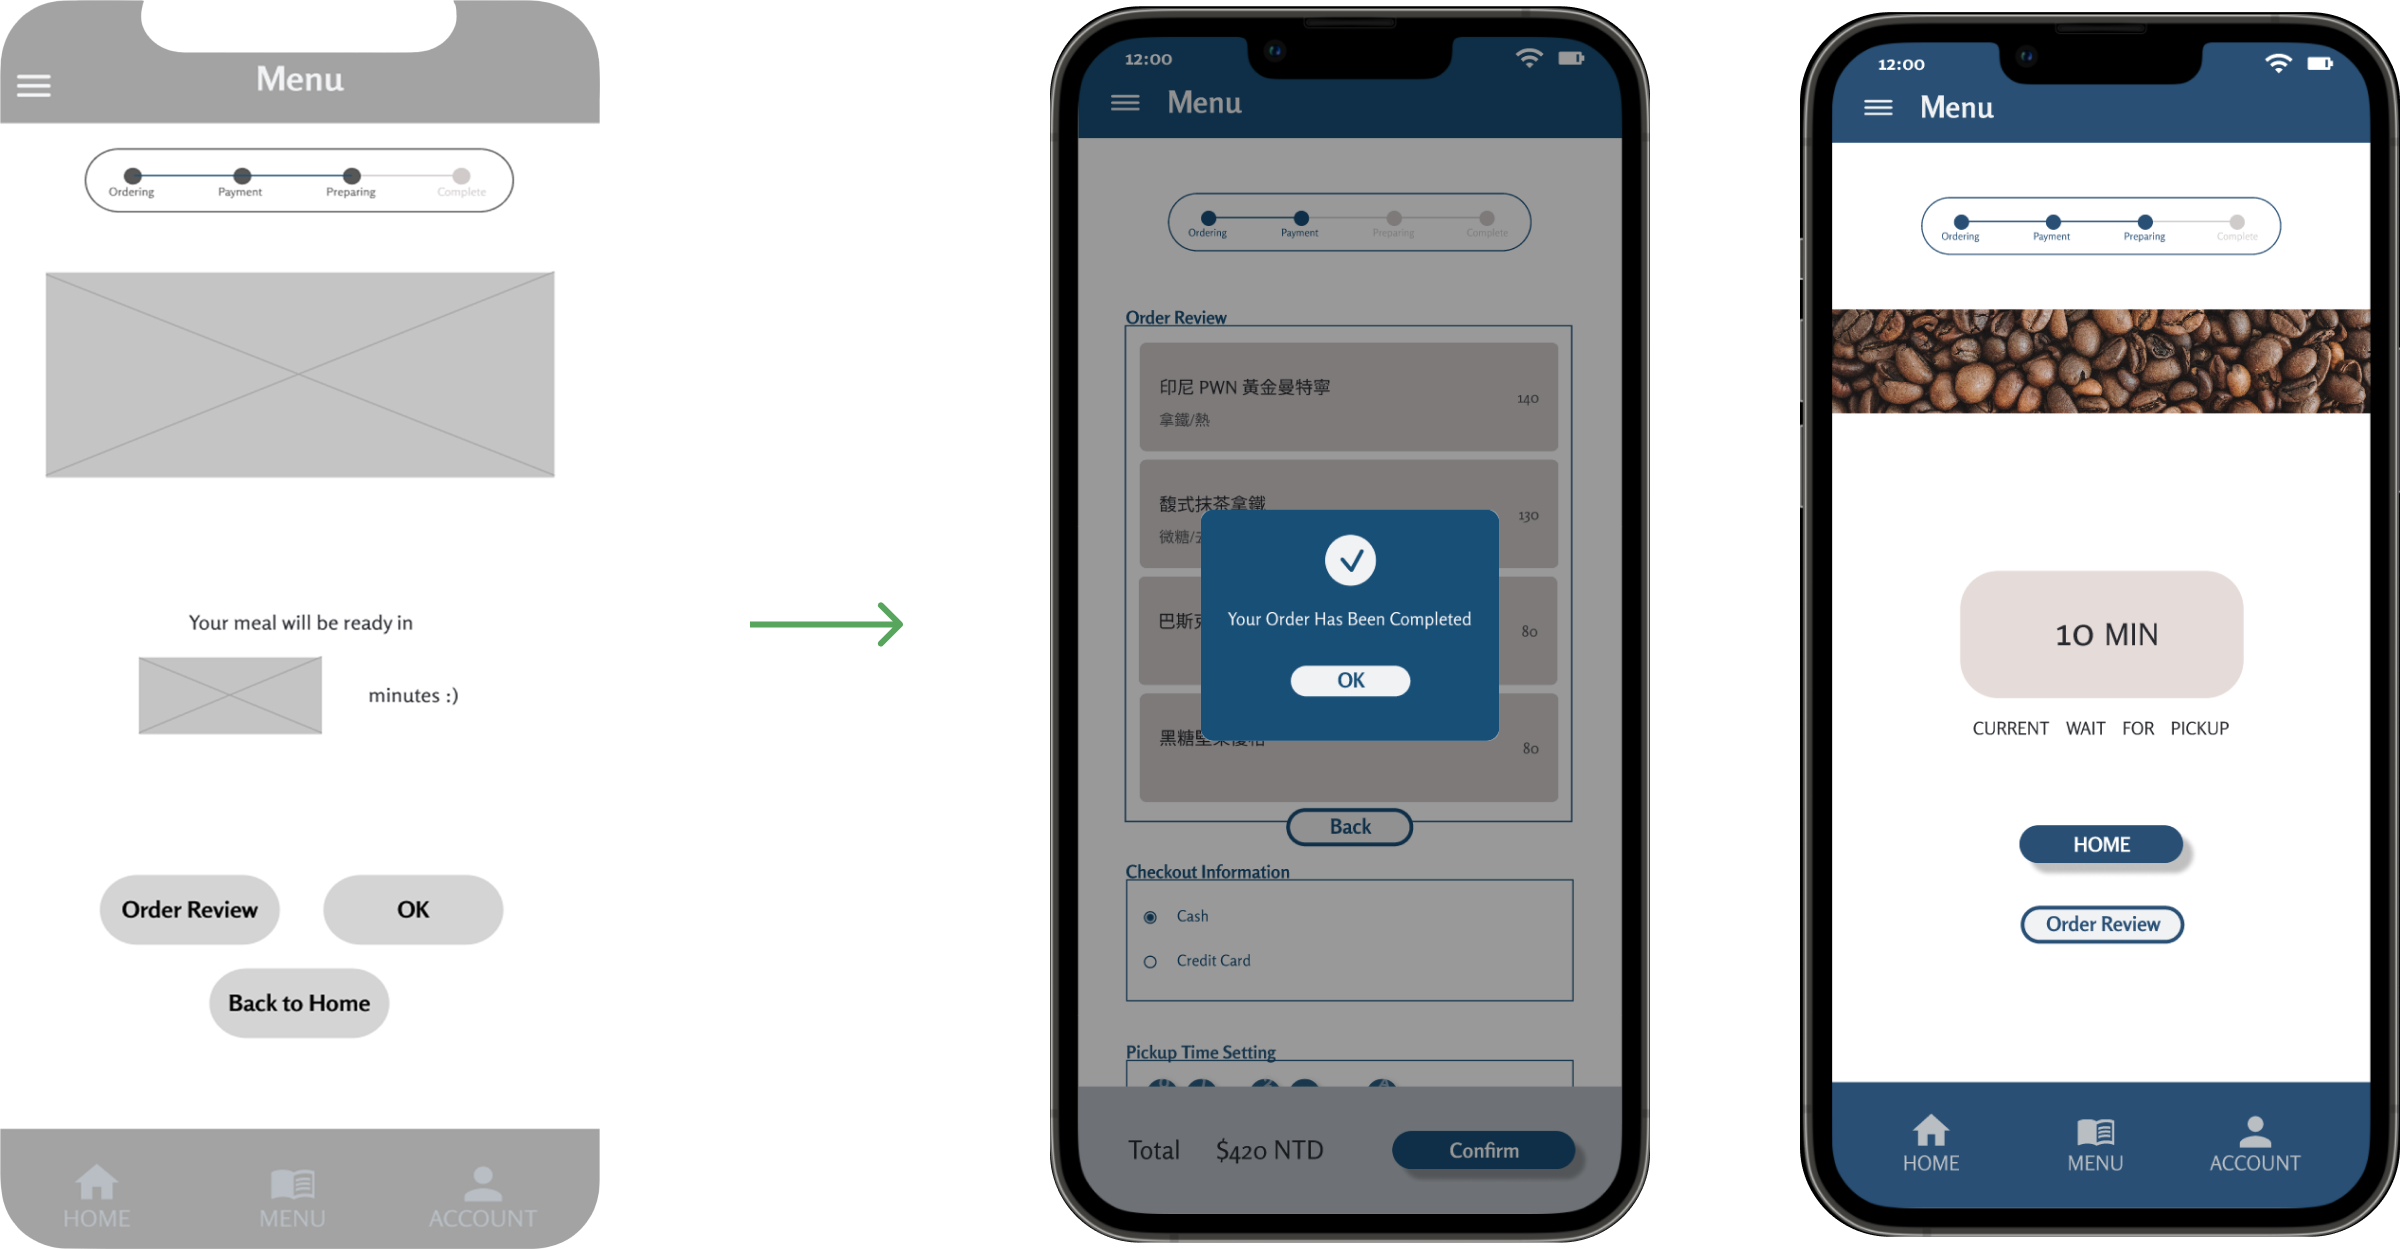 Menu
Ordering Payment Preparing Complete
Your meal will be ready in
minutes :)
Order Review OK
Back to Home
HOME MENU ACCOUNT
12:00
Menu
Ordering Payment Preparing Complete
Order Review
印尼 PWN 黃金曼特寧
140
拿鐵/熱
馥式抹茶拿鐵
130
微糖/
Your Order Has Been Completed
巴斯
80
OK
黑糖
80
Back
Checkout Information
Cash
Credit Card
Pickup Time Setting
Total $420 NTD Confirm
12:00
Menu
Ordering Payment Preparing Complete
10 MIN
CURRENT WAIT FOR PICKUP
HOME
Order Review
HOME MENU ACCOUNT